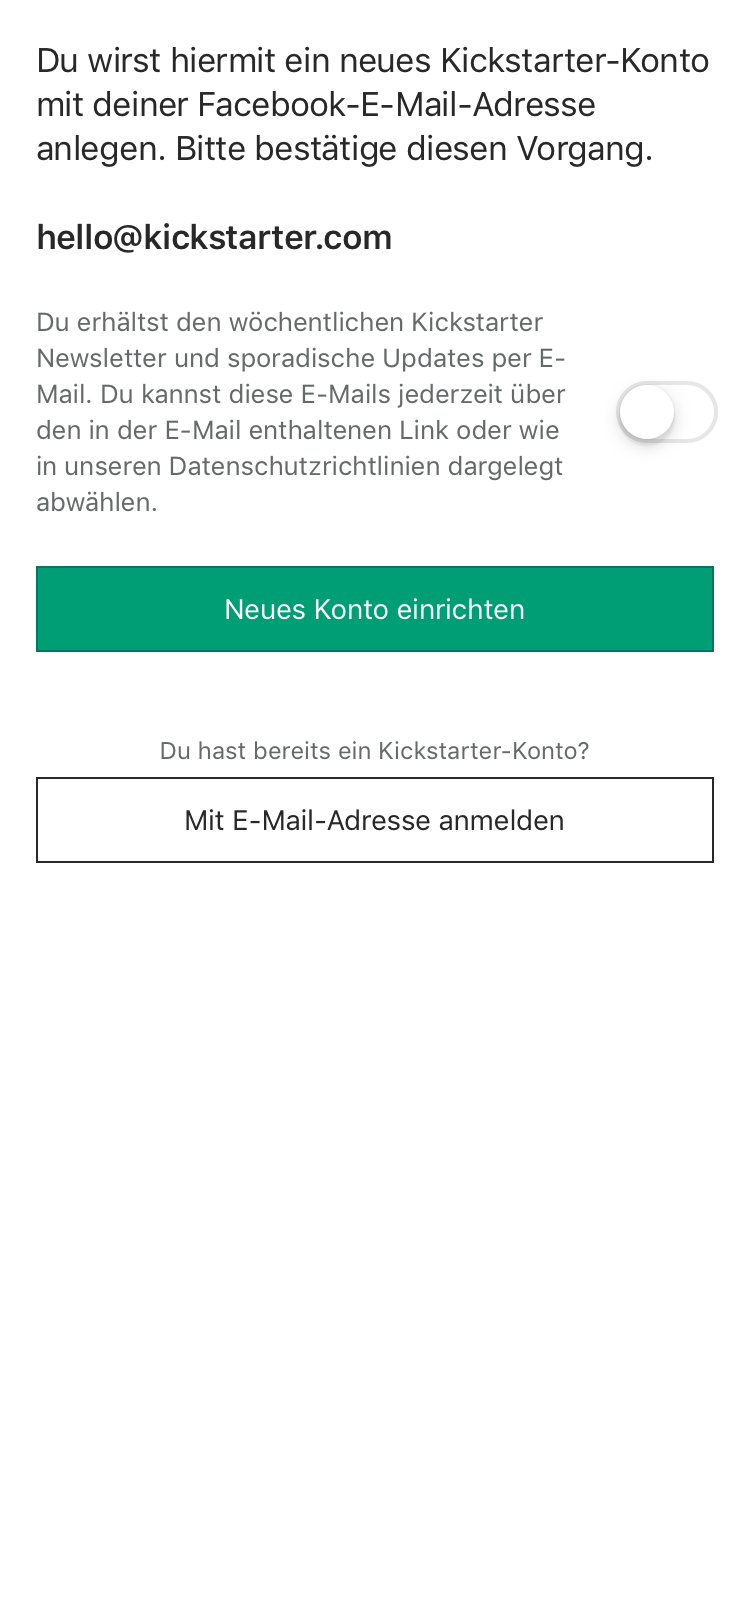 Du wirst hiermit ein neues Kickstarter-Konto
mit deiner Facebook-E-Mail-Adresse
anlegen. Bitte bestätige diesen Vorgang.
hello@kickstarter.com
Du erhältst den wöchentlichen Kickstarter
Newsletter und sporadische Updates per E-
Mail. Du kannst diese E-Mails jederzeit über
den in der E-Mail enthaltenen Link oder wie
in unseren Datenschutzrichtlinien dargelegt
abwählen.
Neues Konto einrichten
Du hast bereits ein Kickstarter-Konto?
Mit E-Mail-Adresse anmelden